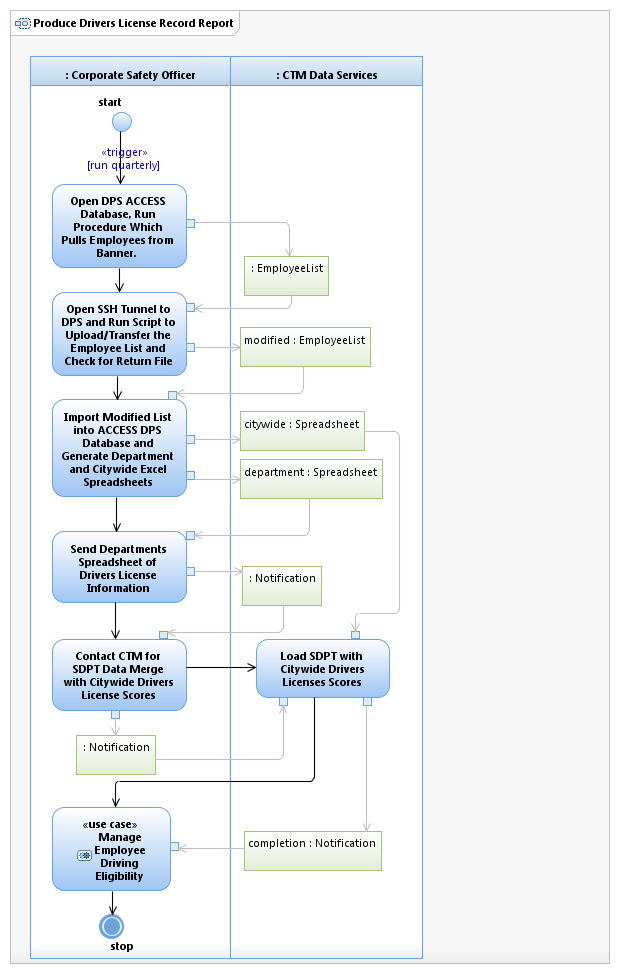 Produce Drivers License Record Report
: Corporate Safety Officer
: CTM Data Services
start
«trigger»
[run quarterly]
Open DPS ACCESS
Database, Run
Procedure Which
Pulls Employees from
Banner.
: EmployeeList
Open SSH Tunnel to
DPS and Run Script to
Upload/Transfer the
Employee List and
Check for Return File
modified : EmployeeList
Import Modified List
into ACCESS DPS
Database and
Generate Department
and Citywide Excel
Spreadsheets
citywide : Spreadsheet
department : Spreadsheet
Send Departments
Spreadsheet of
Drivers License
Information
: Notification
Contact CTM for
SDPT Data Merge
with Citywide Drivers
License Scores
Load SDPT with
Citywide Drivers
Licenses Scores
: Notification
«use case»
Manage
Employee
Driving
Eligibility
completion : Notification
stop